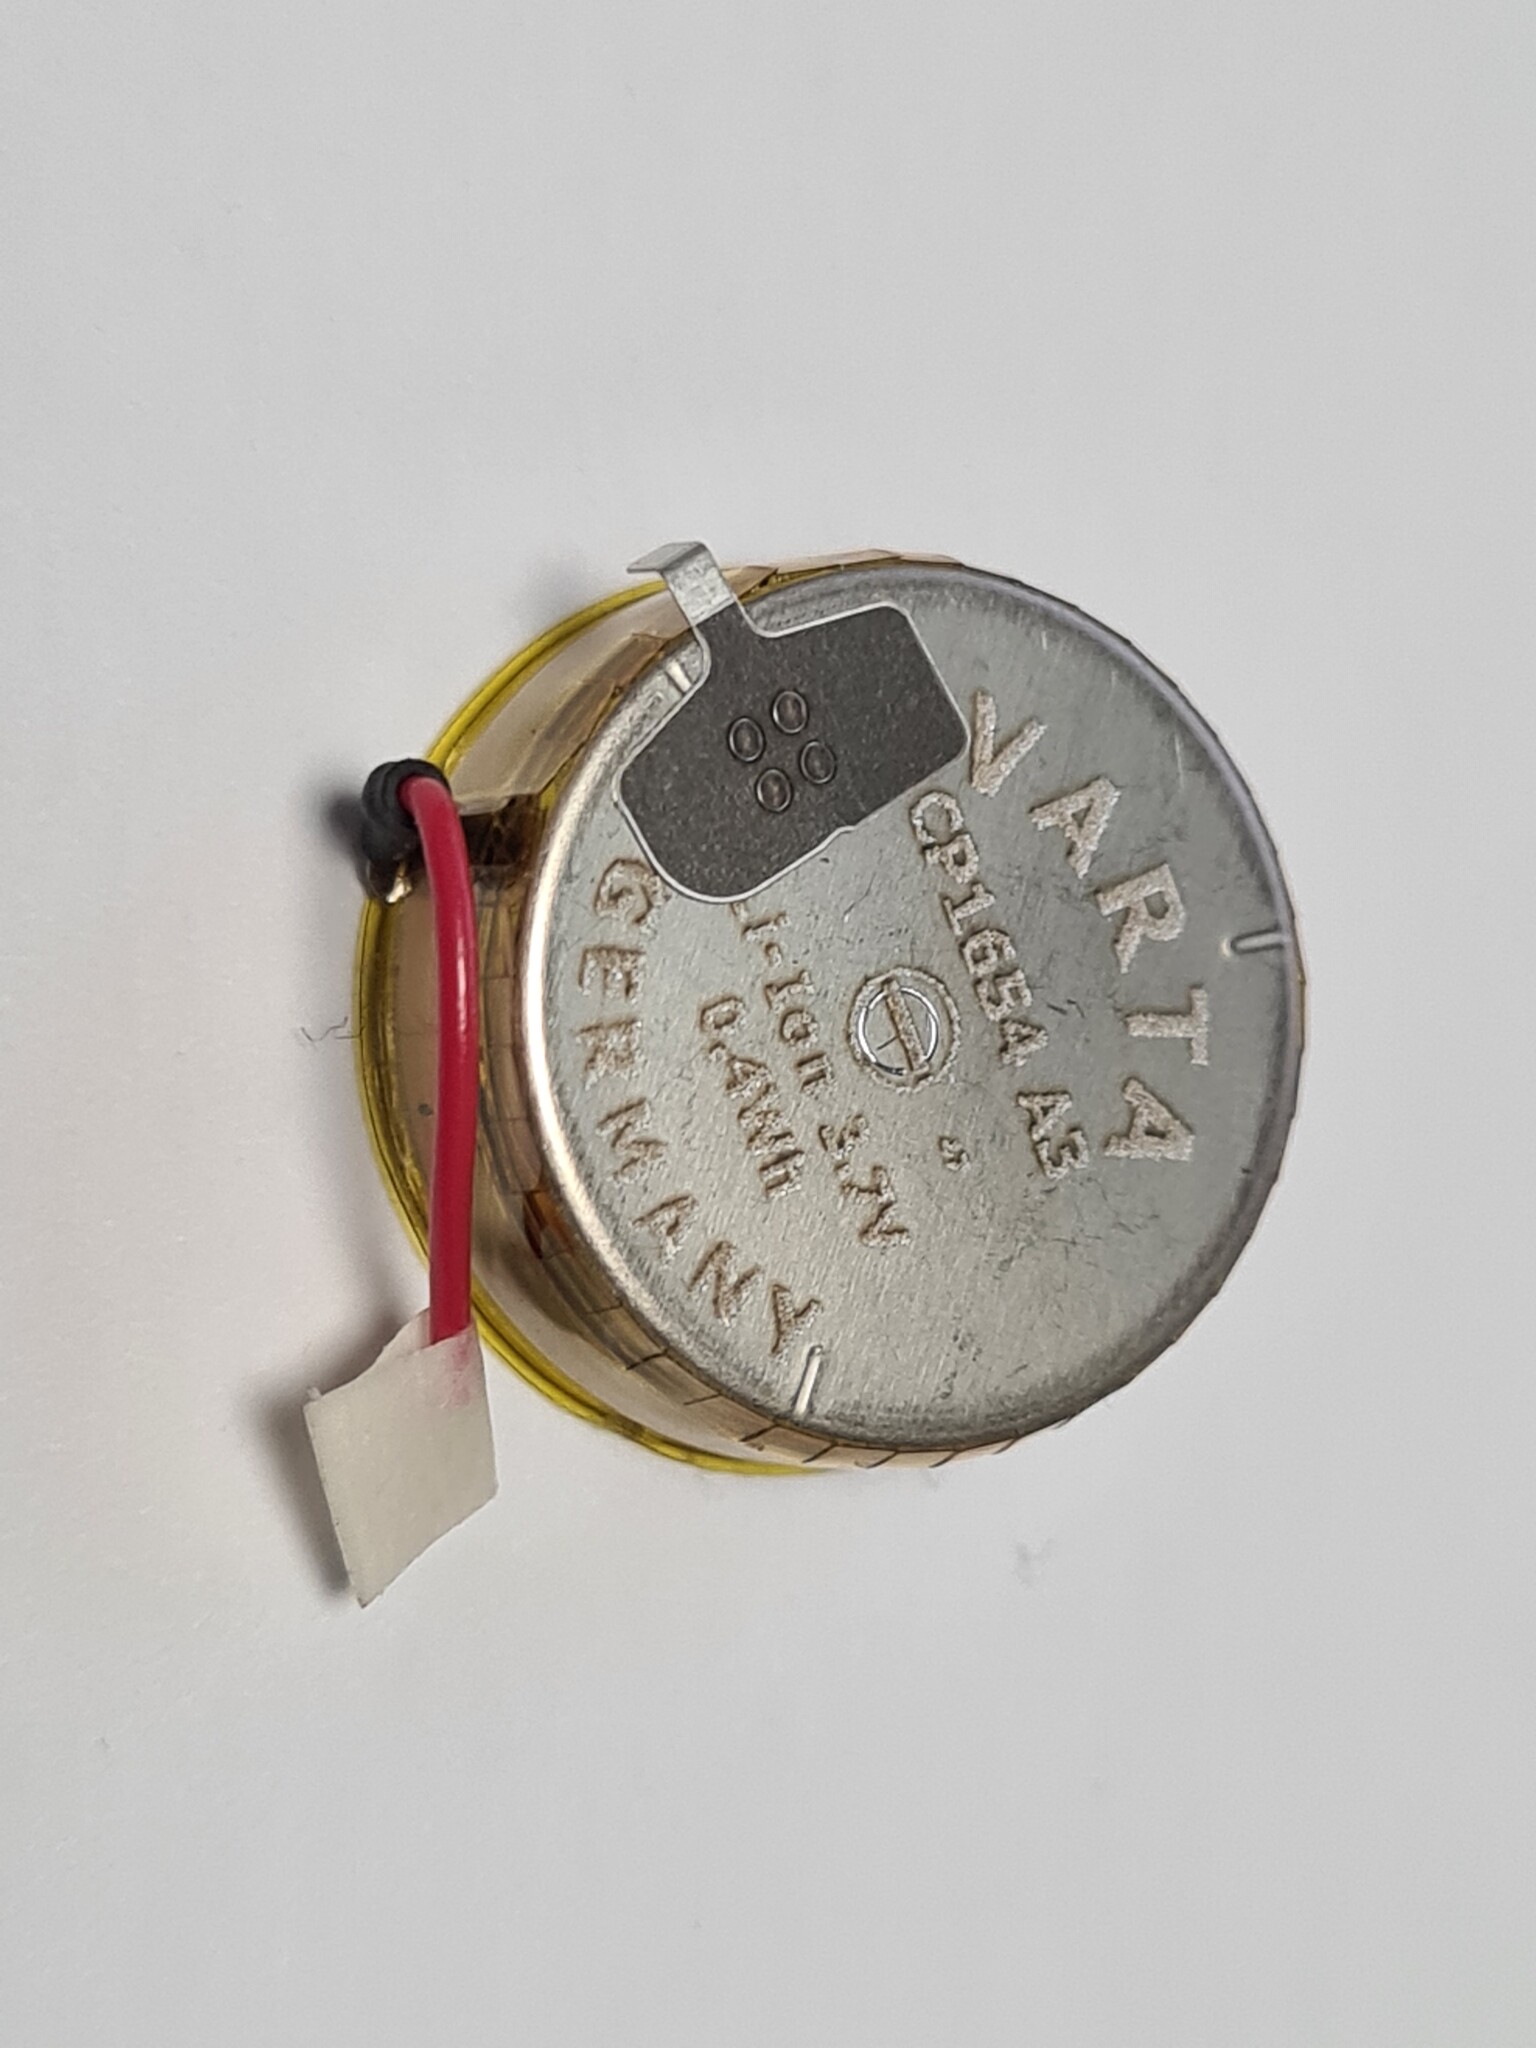 VARTA
CP1654 A3
Li-Ion 3.7V
0.4Wh
GERMANY